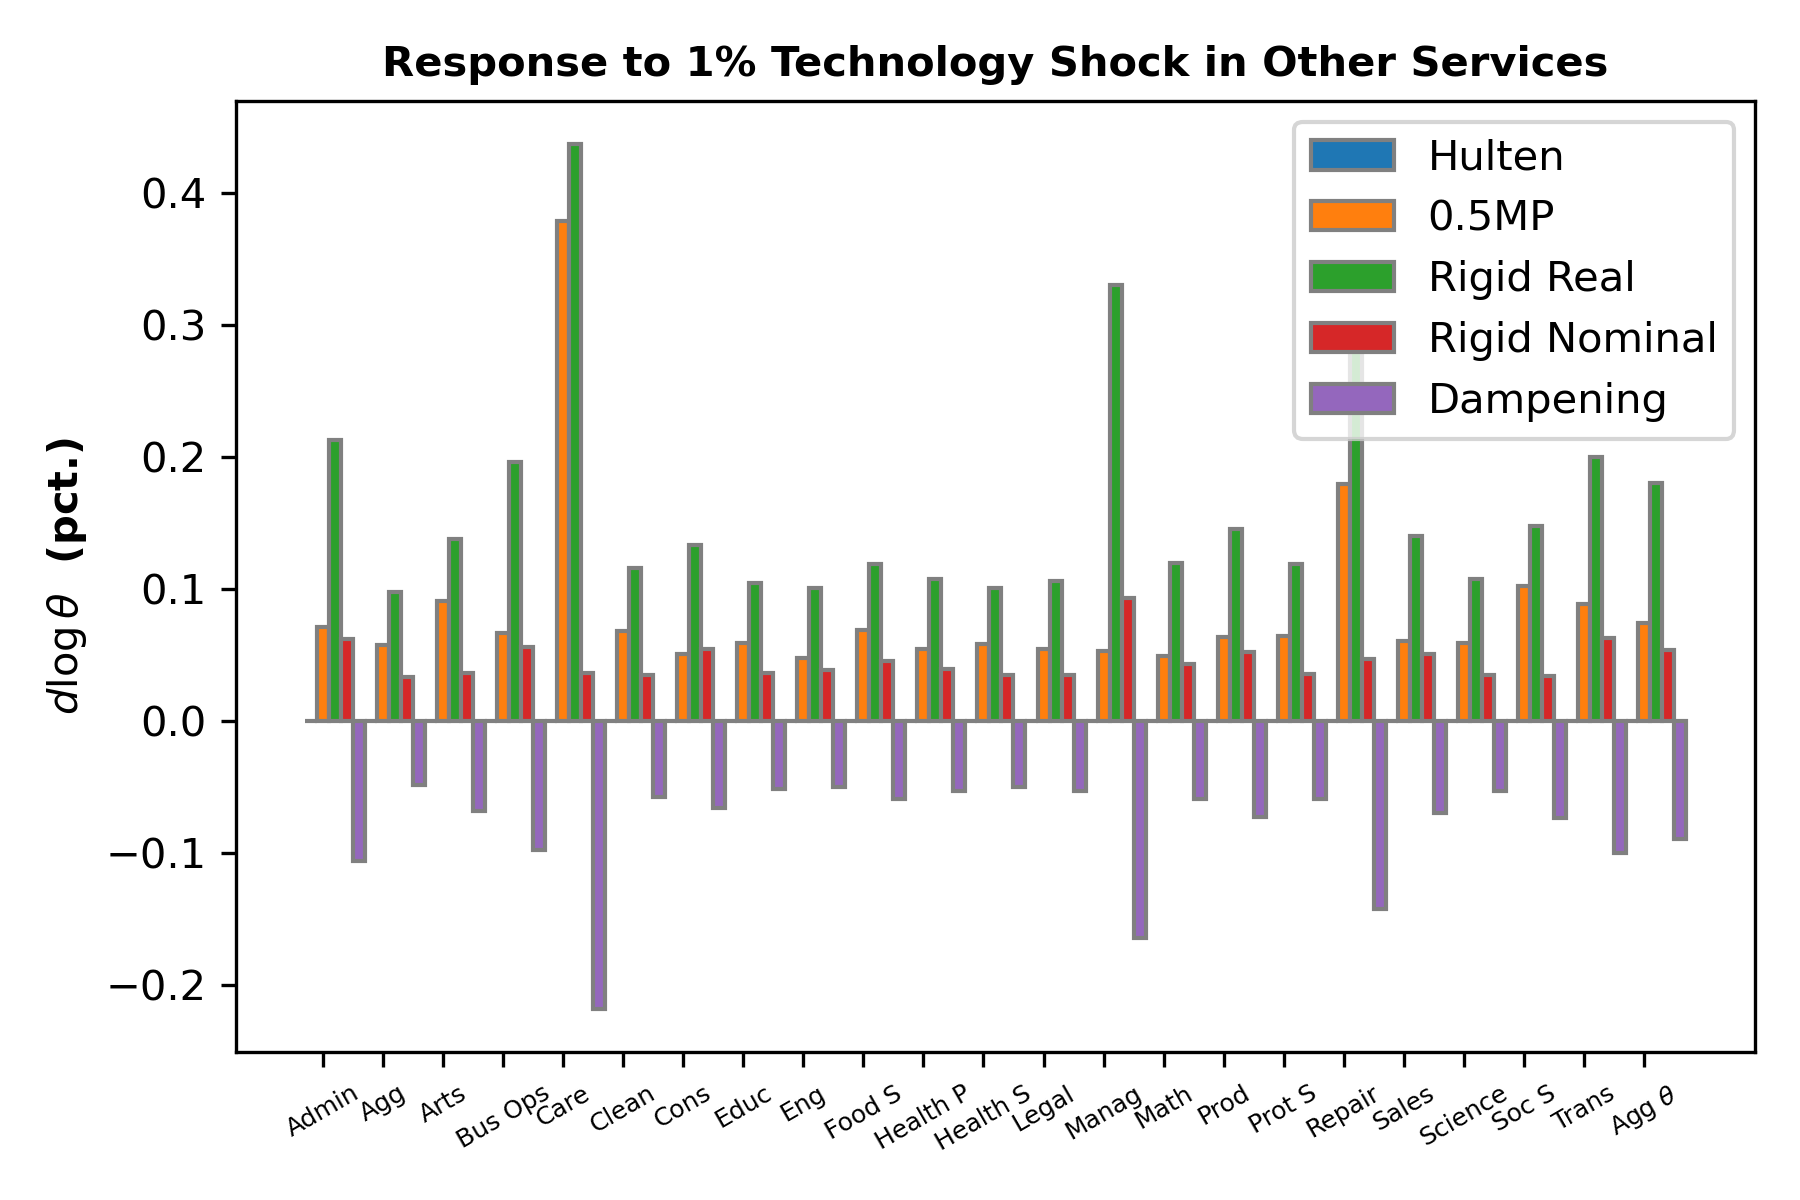 Response to 1% Technology Shock in Other Services
Hulten
0.5MP
Rigid Real
Rigid Nominal
Dampening
dlog θ (pct.)
0.4
0.3
0.2
0.1
0.0
−0.1
−0.2
Admin
Agg
Arts
Bus Ops
Care
Clean
Cons
Educ
Eng
Food S
Health P
Health S
Legal
Manag
Math
Prod
Prot S
Repair
Sales
Science
Soc S
Trans
Agg θ